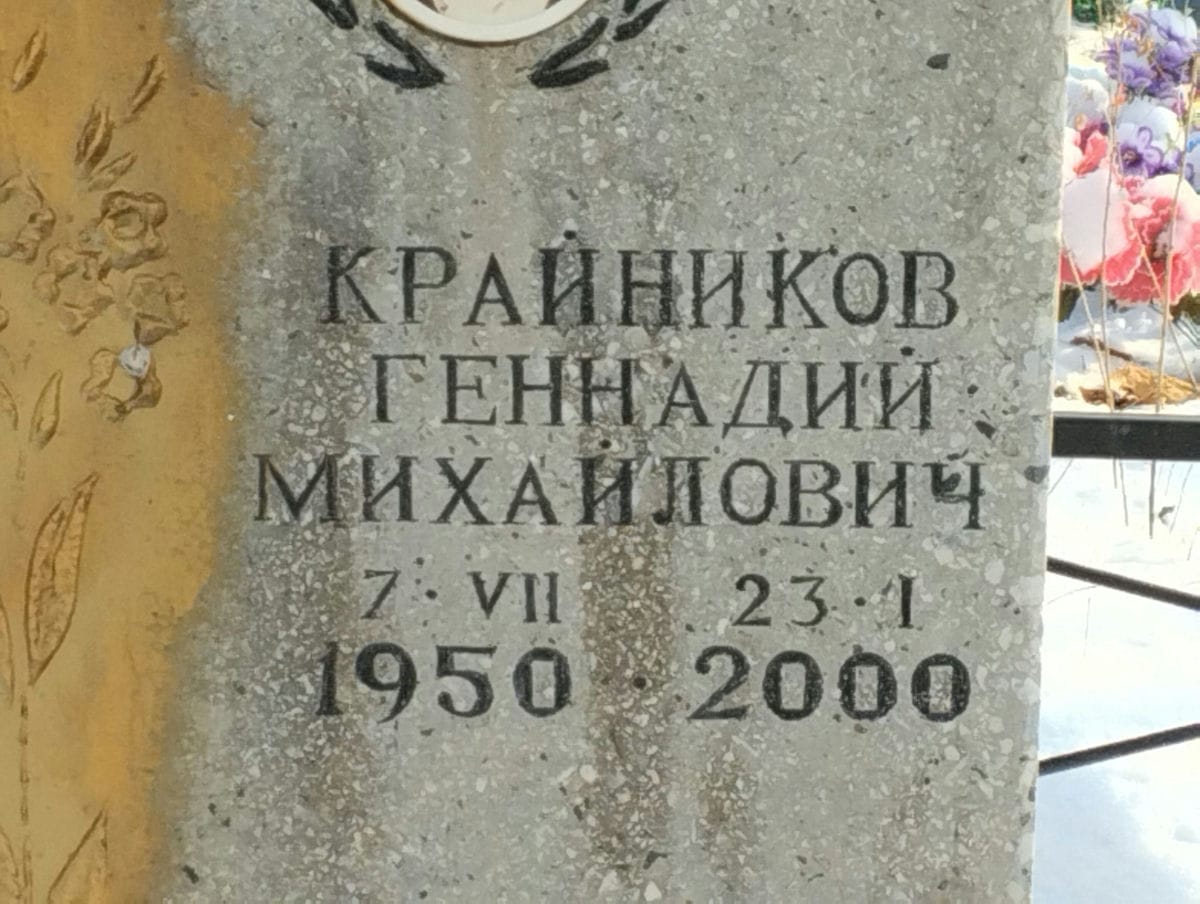 КРАЙНИКОВ
ГЕННАДИЙ
МИХАЙЛОВИЧ
7·VII 23·I
1950 · 2000